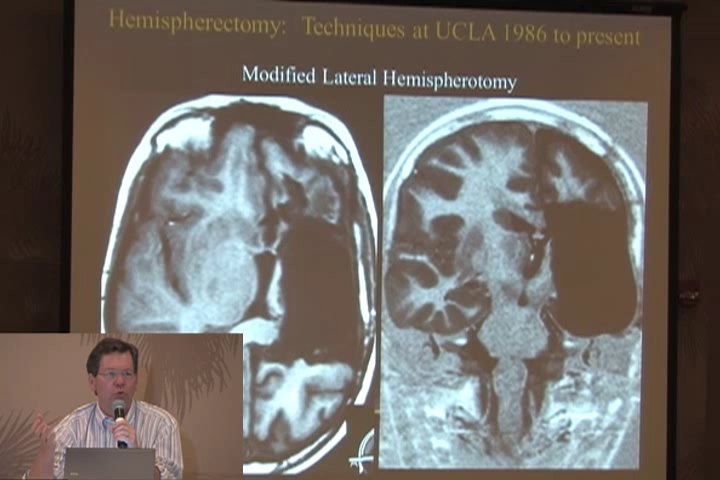 Hemispherectomy: Techniques at UCLA 1986 to present
Modified Lateral Hemispherotomy